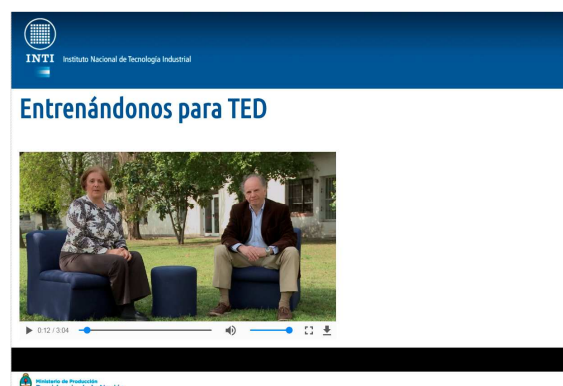 INTI
Instituto Nacional de Tecnología Industrial
Entrenándonos para TED
0:12 / 3:04
Ministerio de Producción